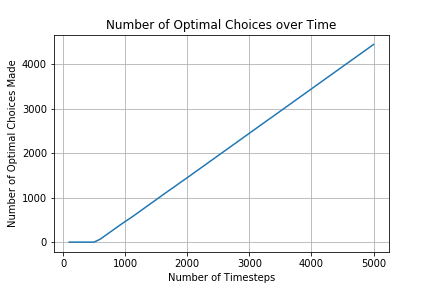 Number of Optimal Choices over Time
Number of Optimal Choices Made
4000
3000
2000
1000
0
0 1000 2000 3000 4000 5000
Number of Timesteps